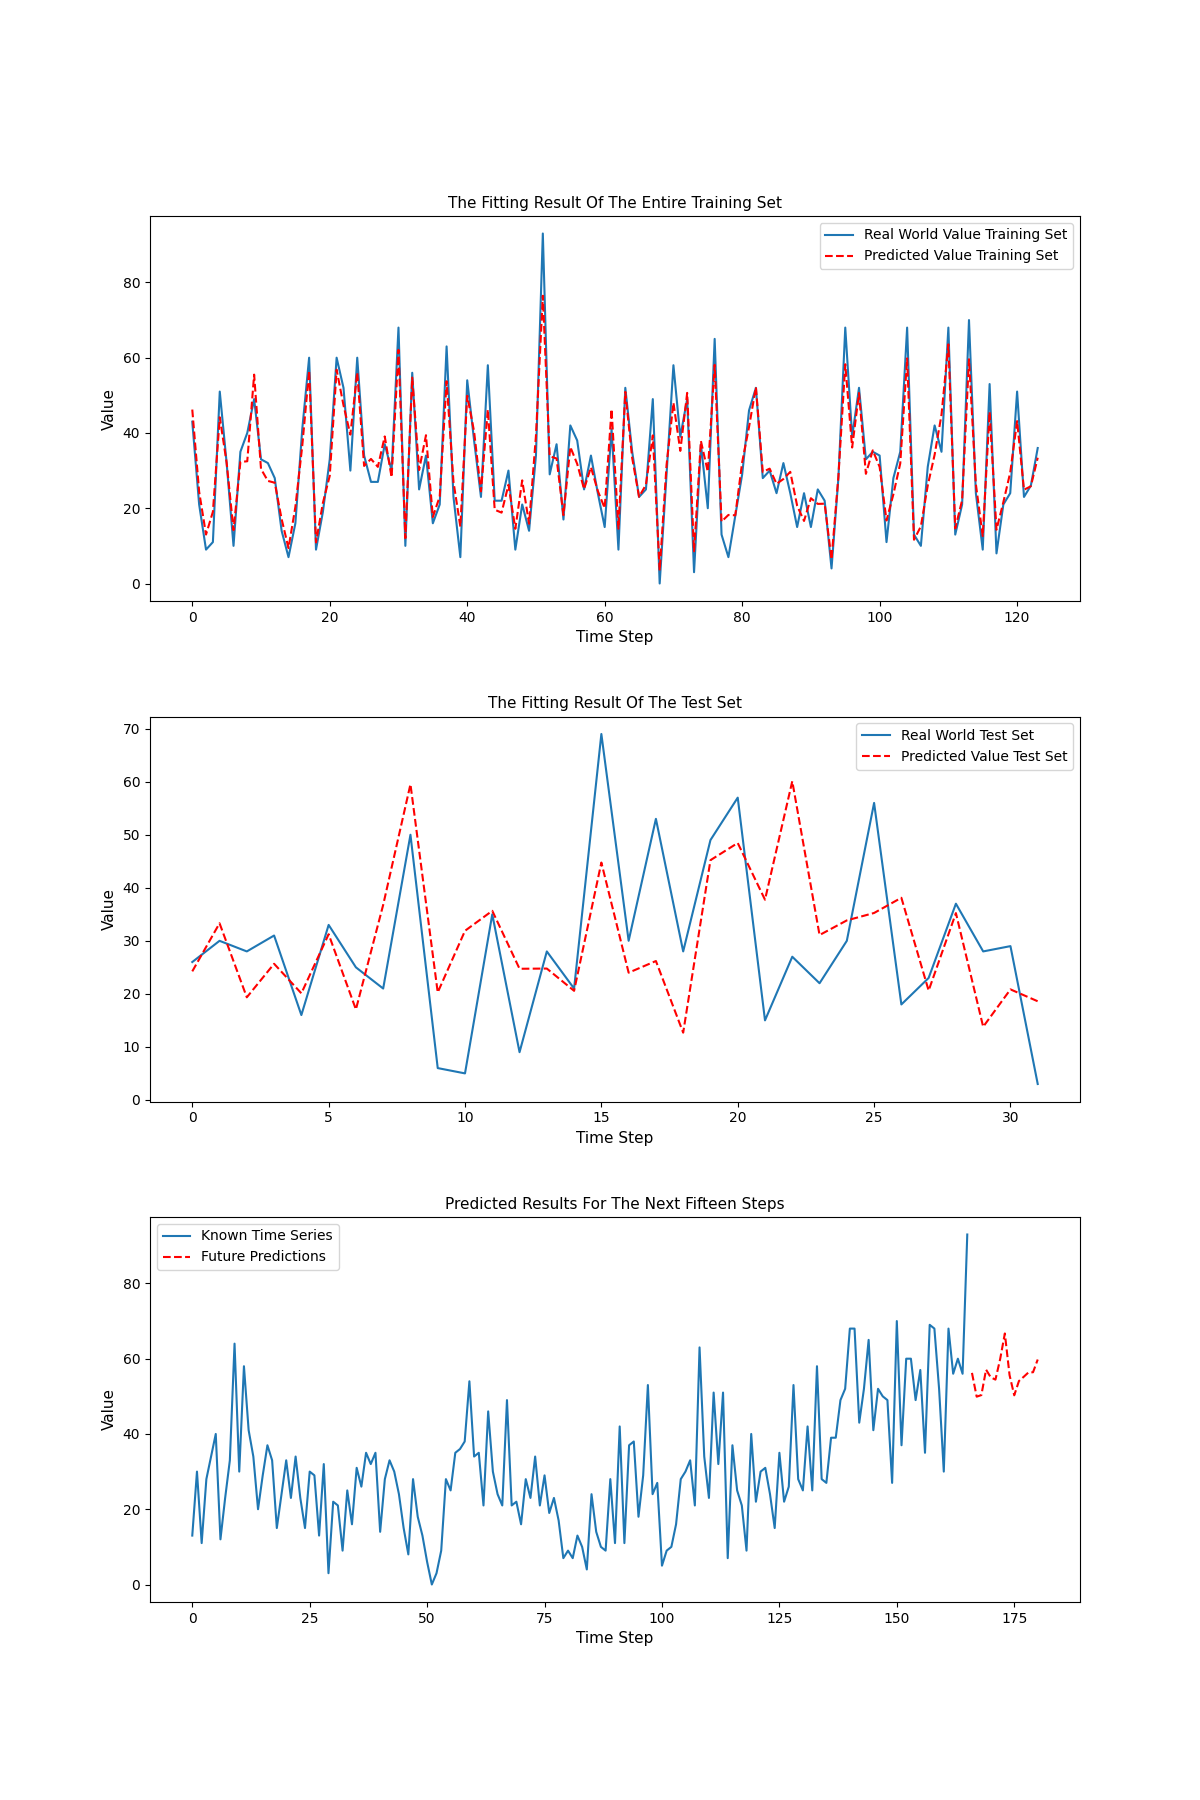 The Fitting Result Of The Entire Training Set
Real World Value Training Set
Predicted Value Training Set
Value
80
60
40
20
0
0 20 40 60 80 100 120
Time Step
The Fitting Result Of The Test Set
Real World Test Set
Predicted Value Test Set
Value
70
60
50
40
30
20
10
0
0 5 10 15 20 25 30
Time Step
Predicted Results For The Next Fifteen Steps
Known Time Series
Future Predictions
Value
80
60
40
20
0
0 25 50 75 100 125 150 175
Time Step